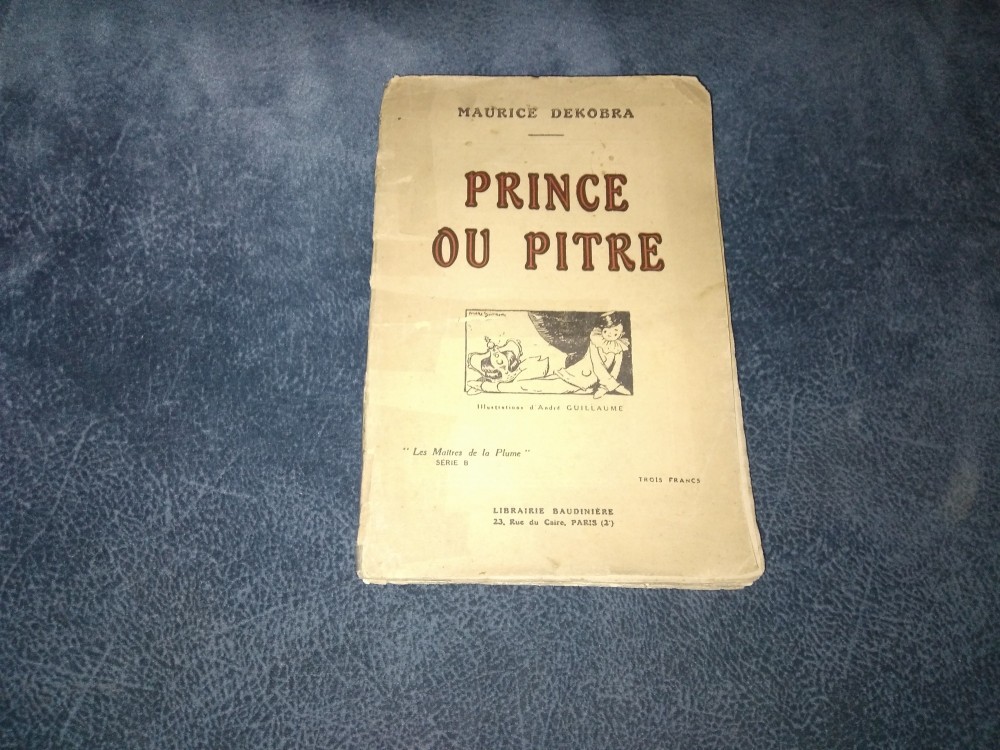 MAURICE DEKOBRA
PRINCE
OU PITRE
Illustrations d'André GUILLAUME
"Les Maîtres de la Plume"
SÉRIE B
TROIS FRANCS
LIBRAIRIE BAUDINIÈRE
23, Rue du Caire, PARIS (2ᵉ)